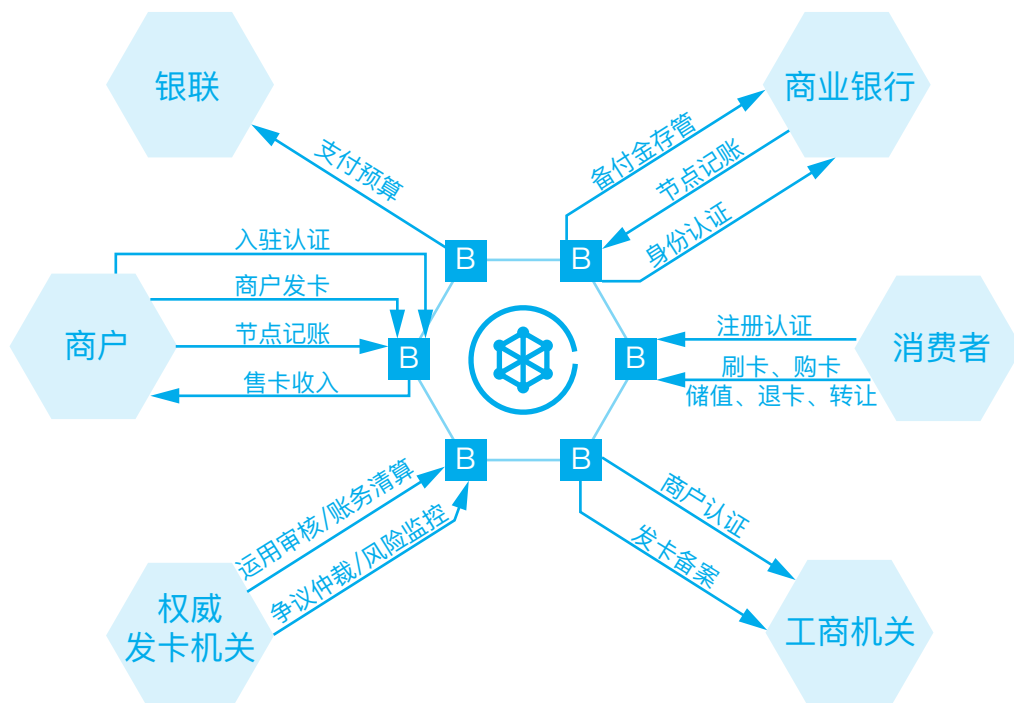 银联
商业银行
支付预算
备付金存管
节点记账
身份认证
B
B
入驻认证
商户发卡
节点记账
售卡收入
商户
B
B
注册认证
刷卡、购卡
储值、退卡、转让
消费者
B
B
运用审核/账务清算
争议仲裁/风险监控
商户认证
发卡备案
权威
发卡机关
工商机关